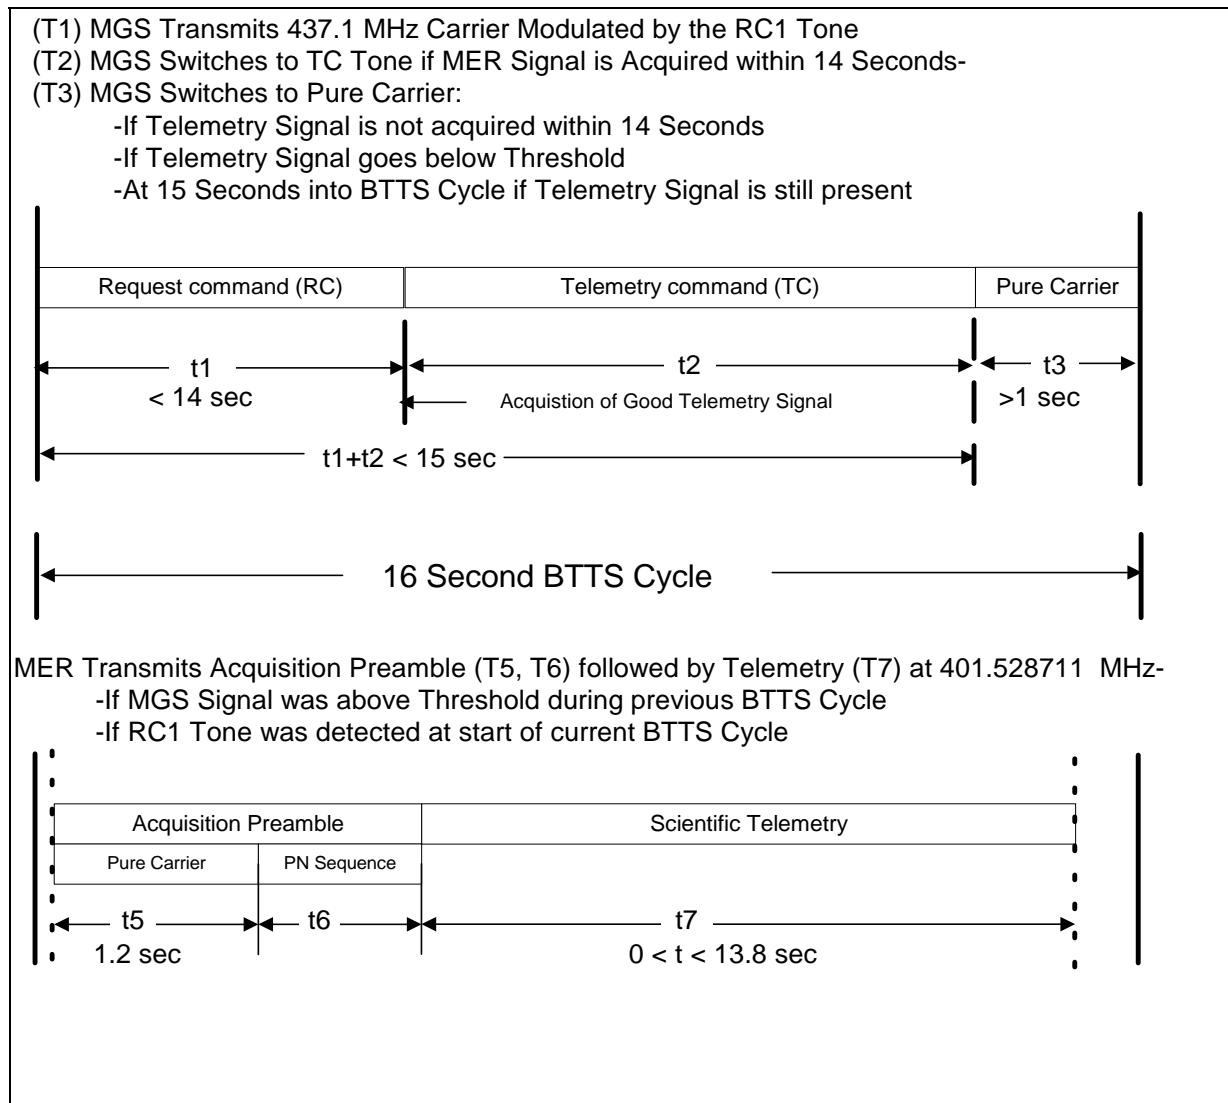 (T1) MGS Transmits 437.1 MHz Carrier Modulated by the RC1 Tone
(T2) MGS Switches to TC Tone if MER Signal is Acquired within 14 Seconds-
(T3) MGS Switches to Pure Carrier:
-If Telemetry Signal is not acquired within 14 Seconds
-If Telemetry Signal goes below Threshold
-At 15 Seconds into BTTS Cycle if Telemetry Signal is still present
Request command (RC) Telemetry command (TC) Pure Carrier
t1 t2 t3
< 14 sec Acquistion of Good Telemetry Signal >1 sec
t1+t2 < 15 sec
16 Second BTTS Cycle
MER Transmits Acquisition Preamble (T5, T6) followed by Telemetry (T7) at 401.528711 MHz-
-If MGS Signal was above Threshold during previous BTTS Cycle
-If RC1 Tone was detected at start of current BTTS Cycle
Acquisition Preamble Scientific Telemetry
Pure Carrier PN Sequence
t5 t6 t7
1.2 sec 0 < t < 13.8 sec